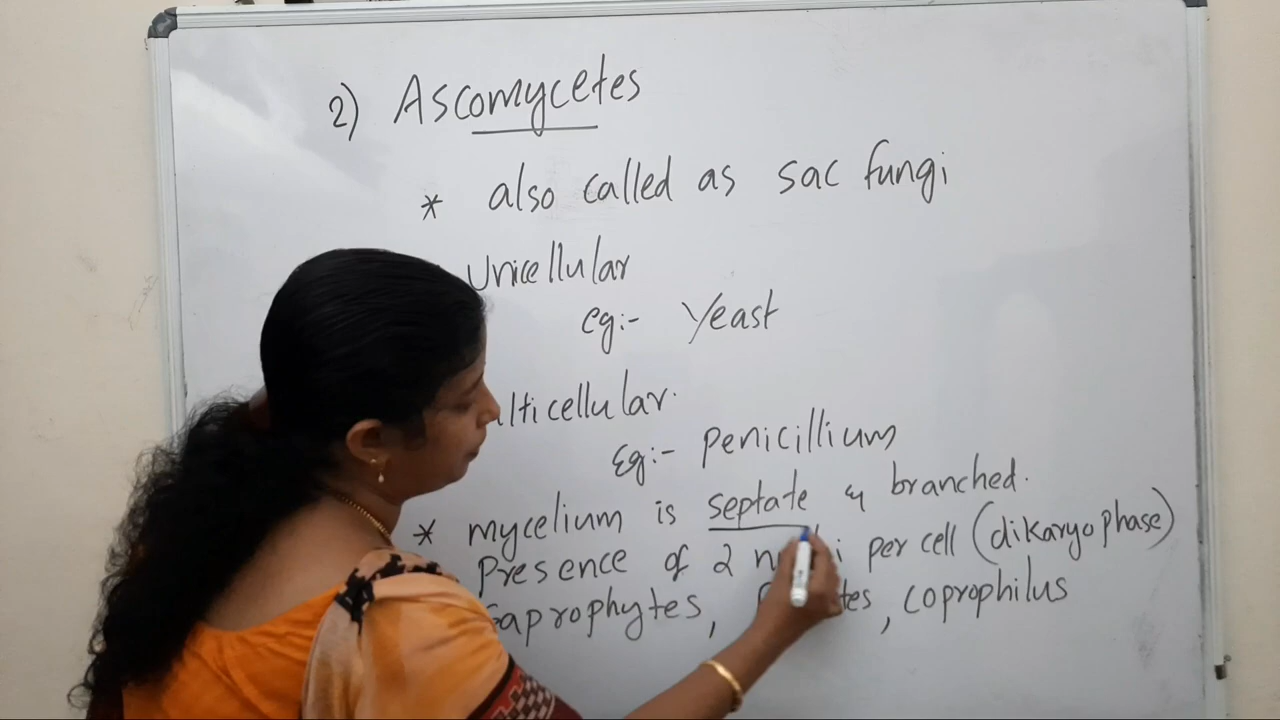 2) Ascomycetes
* also called as sac fungi
Unicellular
eg:- Yeast
Eg:- penicillium
* mycelium is septate & branched.
Presence of 2 per cell (dikaryophase)
Saprophytes, , coprophilus